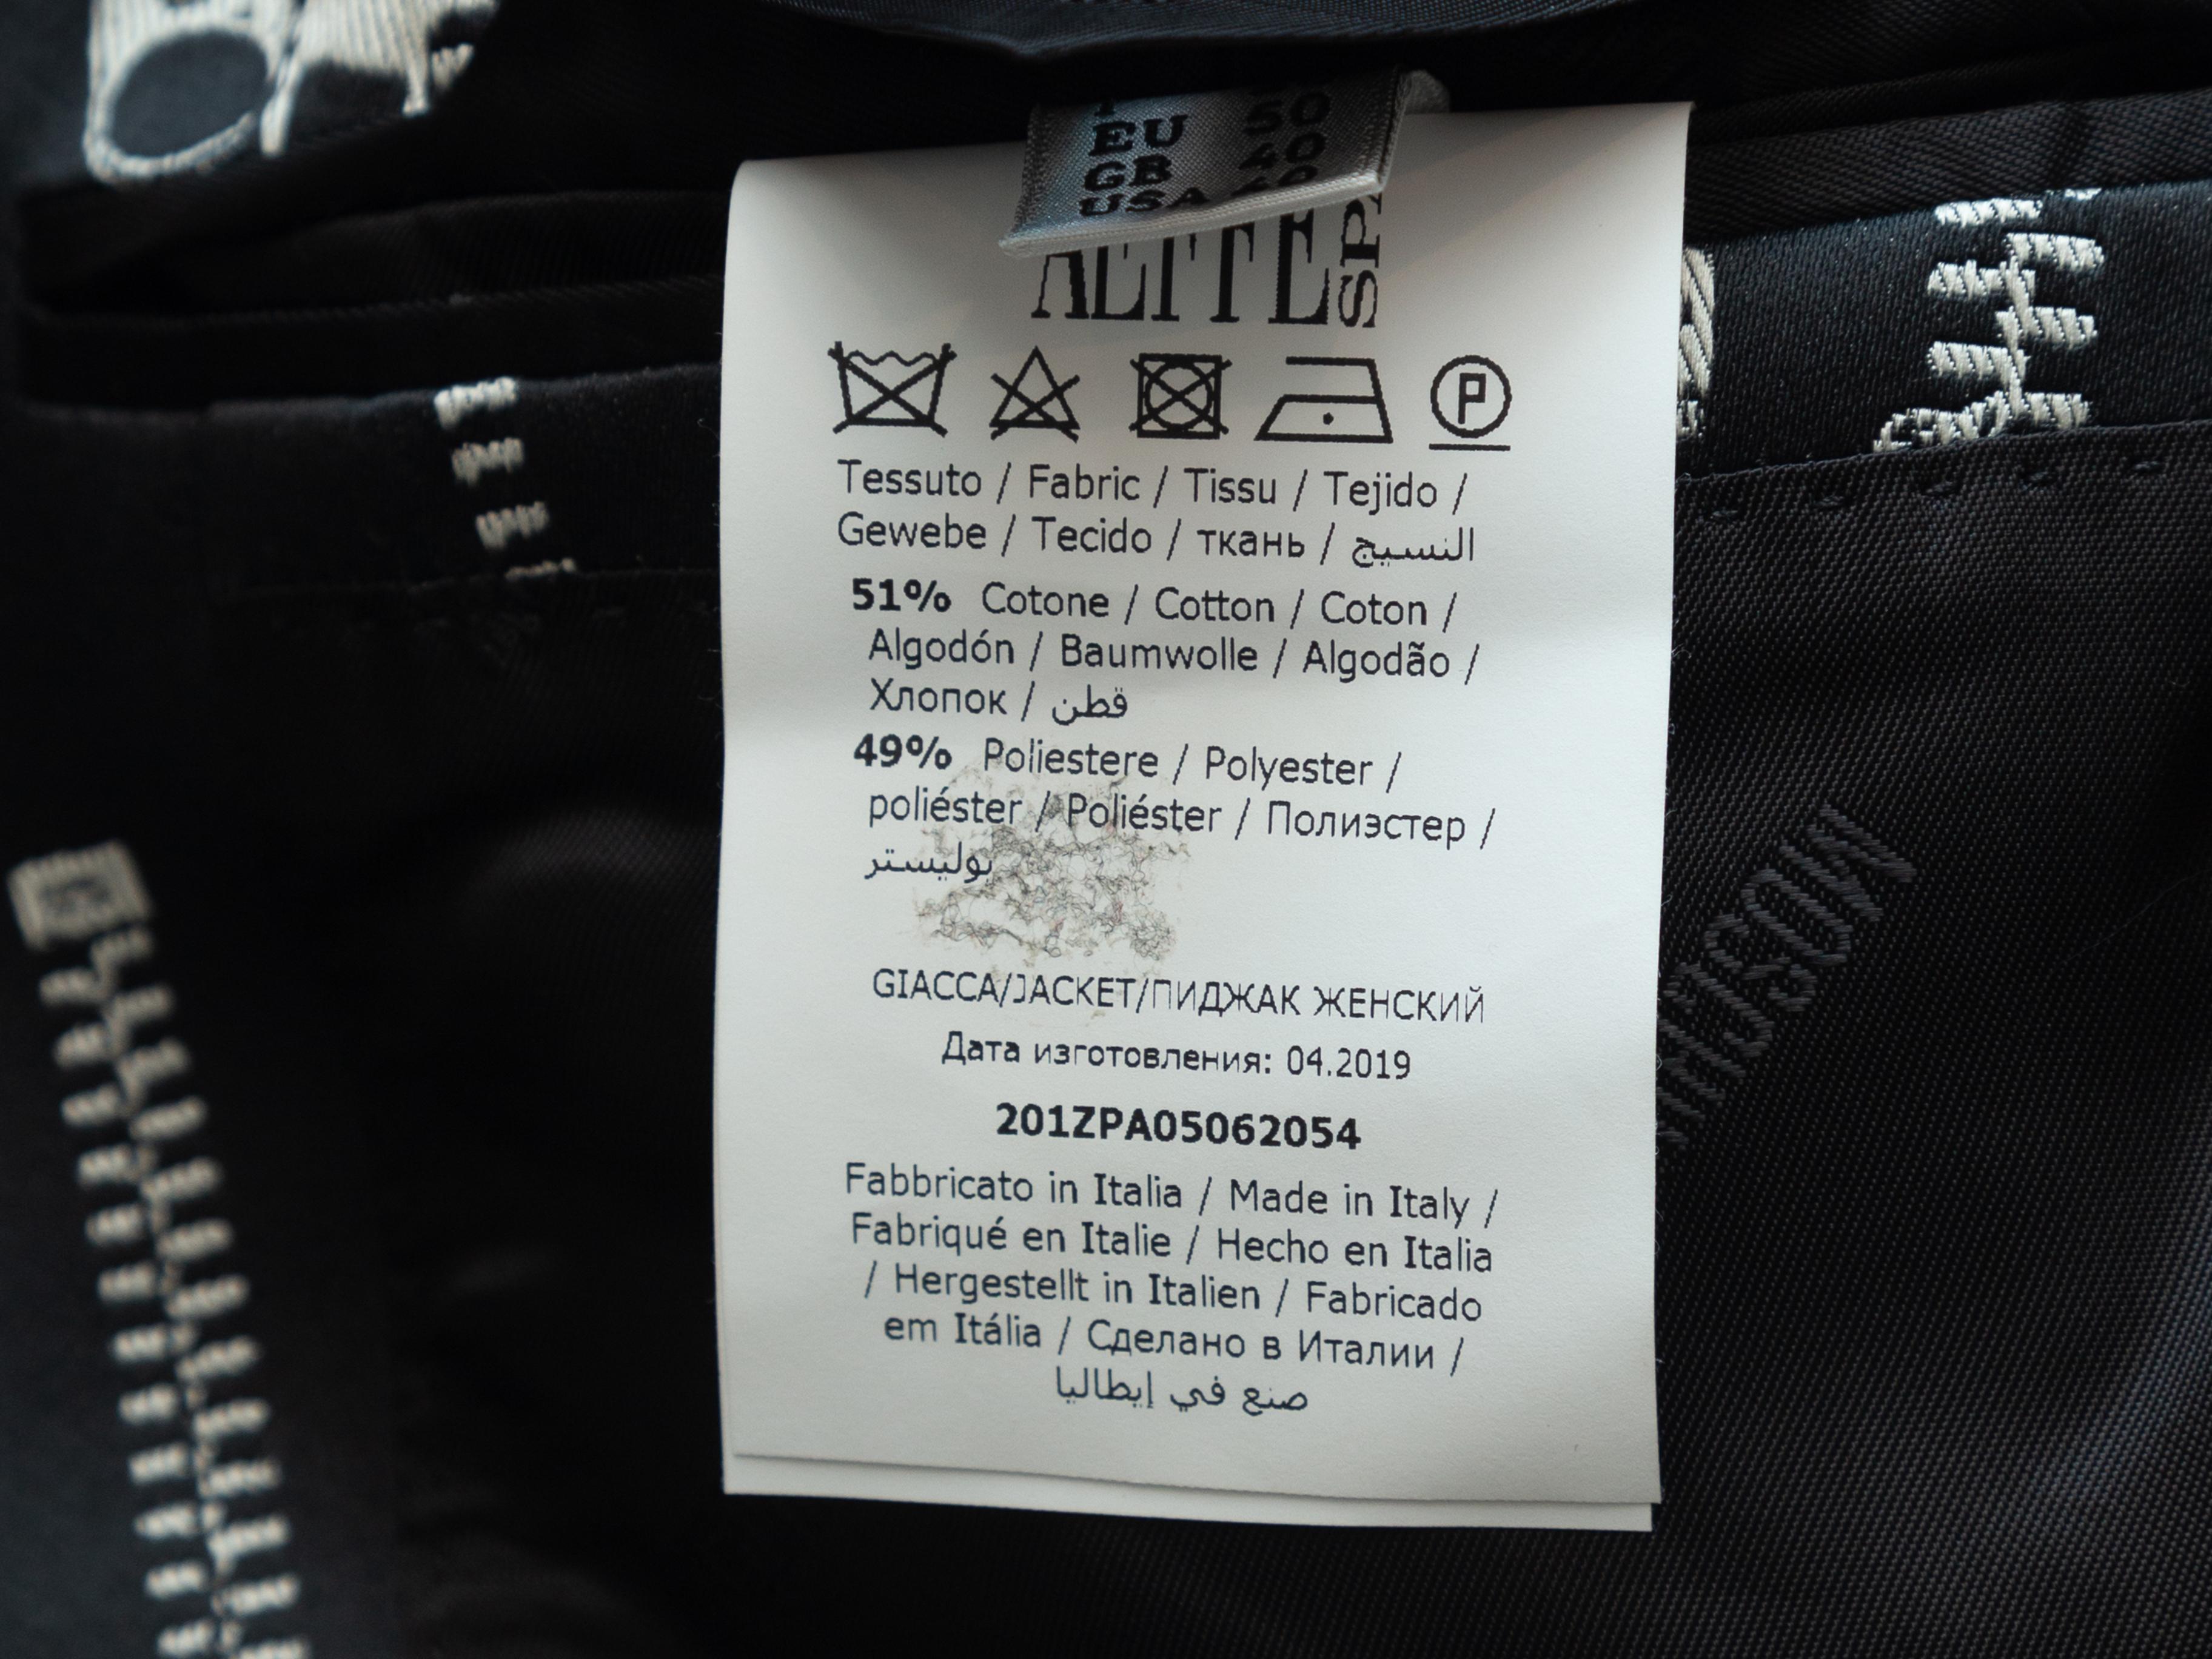 50
EU 40
GB 40
USA
SPA
Tessuto / Fabric / Tissu / Tejido /
Gewebe / Tecido / ткань / النسيج
51% Cotone / Cotton / Coton /
Algodón / Baumwolle / Algodão /
Хлопок / قطن
49% Poliestere / Polyester /
poliéster / Poliéster / Полиэстер /
بوليستر
GIACCA/JACKET/ПИДЖАК ЖЕНСКИЙ
Дата изготовления: 04.2019
201ZPA05062054
Fabbricato in Italia / Made in Italy /
Fabriqué en Italie / Hecho en Italia
/ Hergestellt in Italien / Fabricado
em Itália / Сделано в Италии /
صنع في إيطاليا
P